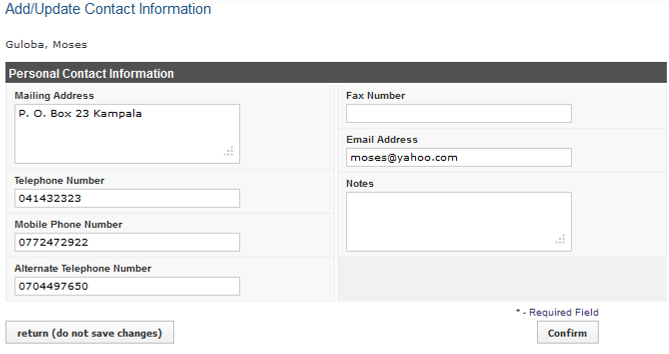 Add/Update Contact Information
Guloba, Moses
Personal Contact Information
Mailing Address
P. O. Box 23 Kampala
Telephone Number
041432323
Mobile Phone Number
0772472922
Alternate Telephone Number
0704497650
Fax Number
Email Address
moses@yahoo.com
Notes
* - Required Field
return (do not save changes)
Confirm